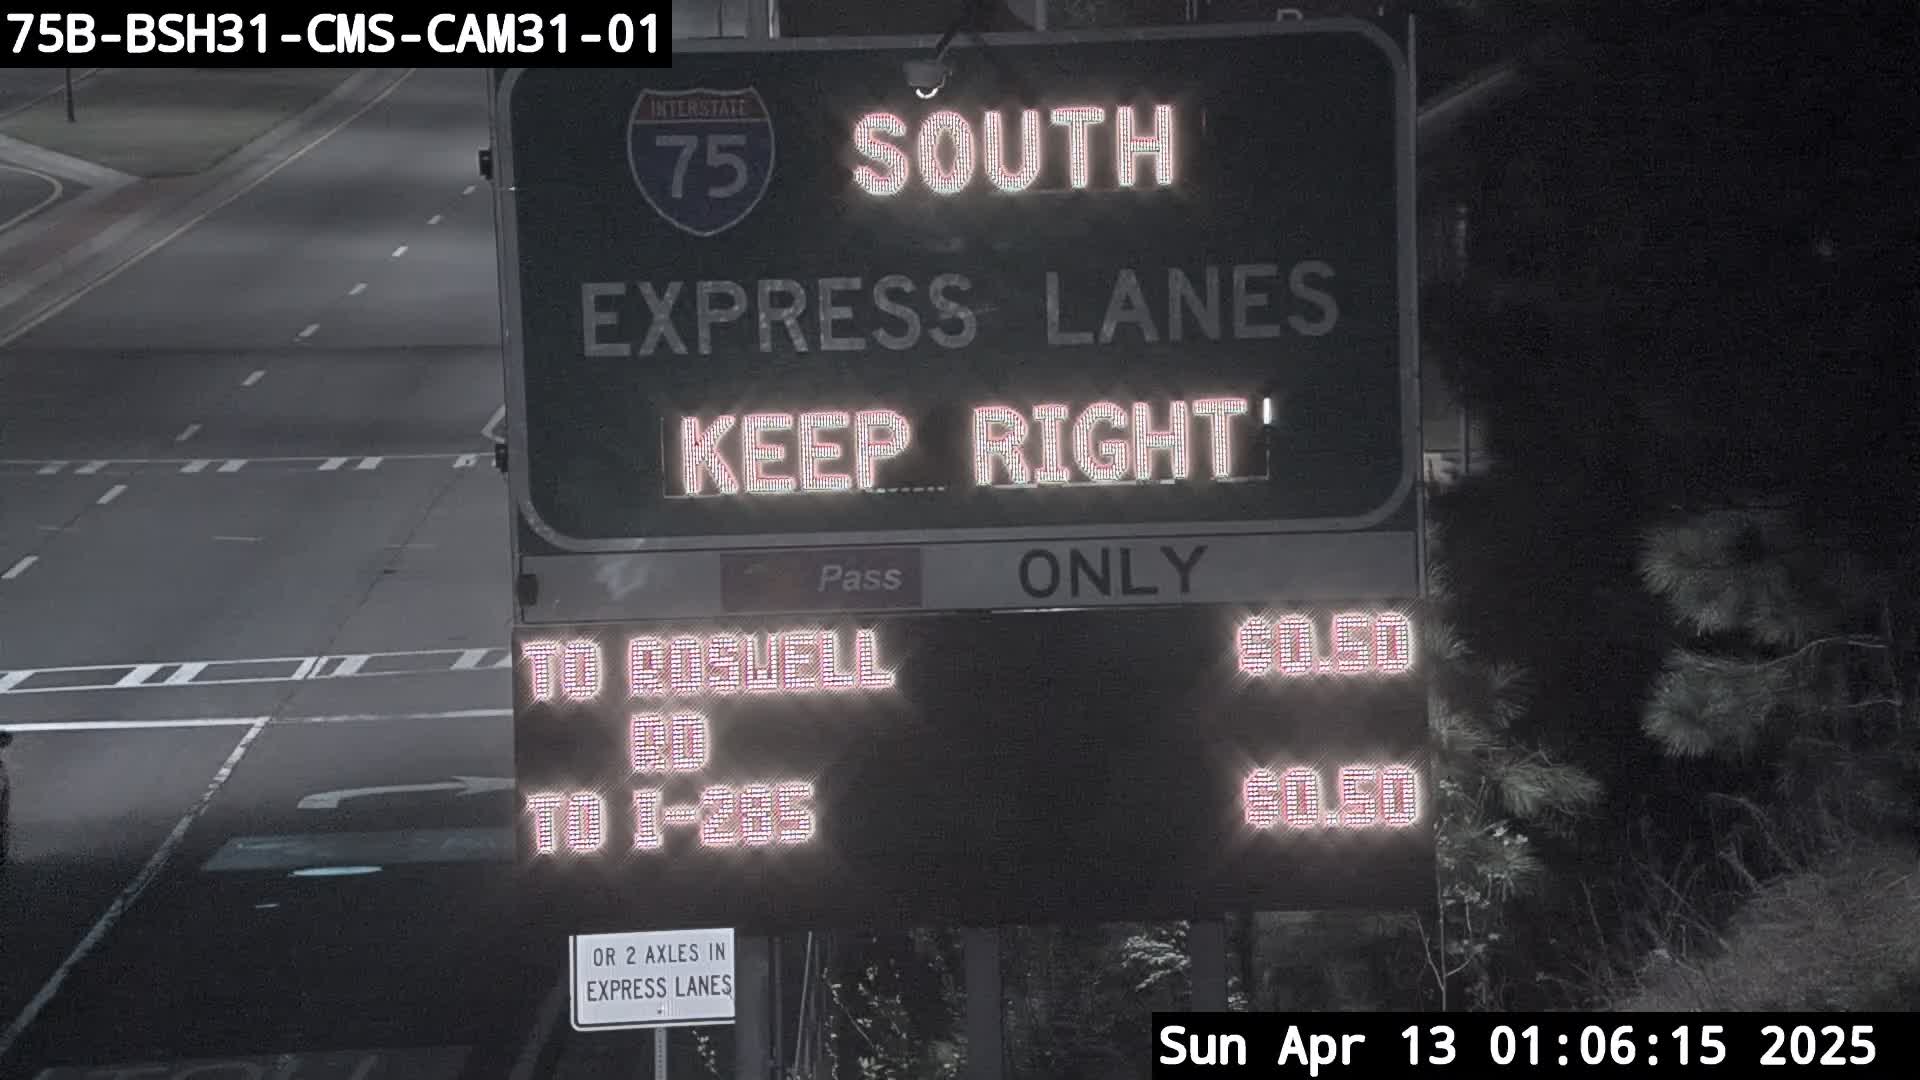 75B-BSH31-CMS-CAM31-01
INTERSTATE
75
SOUTH
EXPRESS LANES
KEEP RIGHT
Pass ONLY
TO ROSWELL $0.50
RD
TO I-285 $0.50
OR 2 AXLES IN
EXPRESS LANES
Sun Apr 13 01:06:15 2025